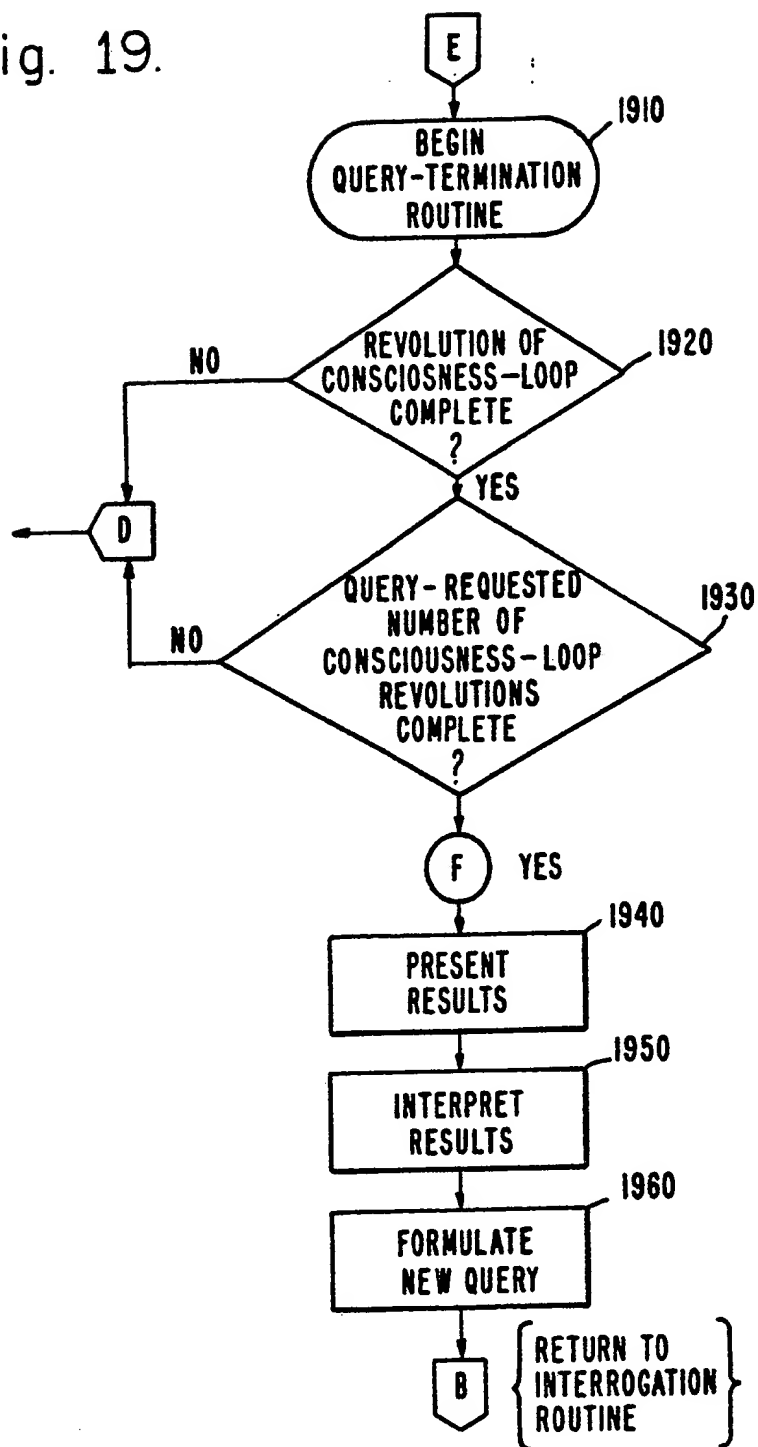 ig. 19.
E
1910
BEGIN
QUERY-TERMINATION
ROUTINE
1920
NO
REVOLUTION OF
CONSCIOSNESS-LOOP
COMPLETE
?
YES
D
1930
QUERY-REQUESTED
NUMBER OF
CONSCIOUSNESS-LOOP
REVOLUTIONS
COMPLETE
?
NO
F YES
1940
PRESENT
RESULTS
1950
INTERPRET
RESULTS
1960
FORMULATE
NEW QUERY
B
{RETURN TO
INTERROGATION
ROUTINE}